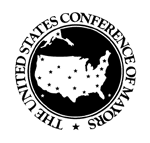 THE UNITED STATES CONFERENCE OF MAYORS